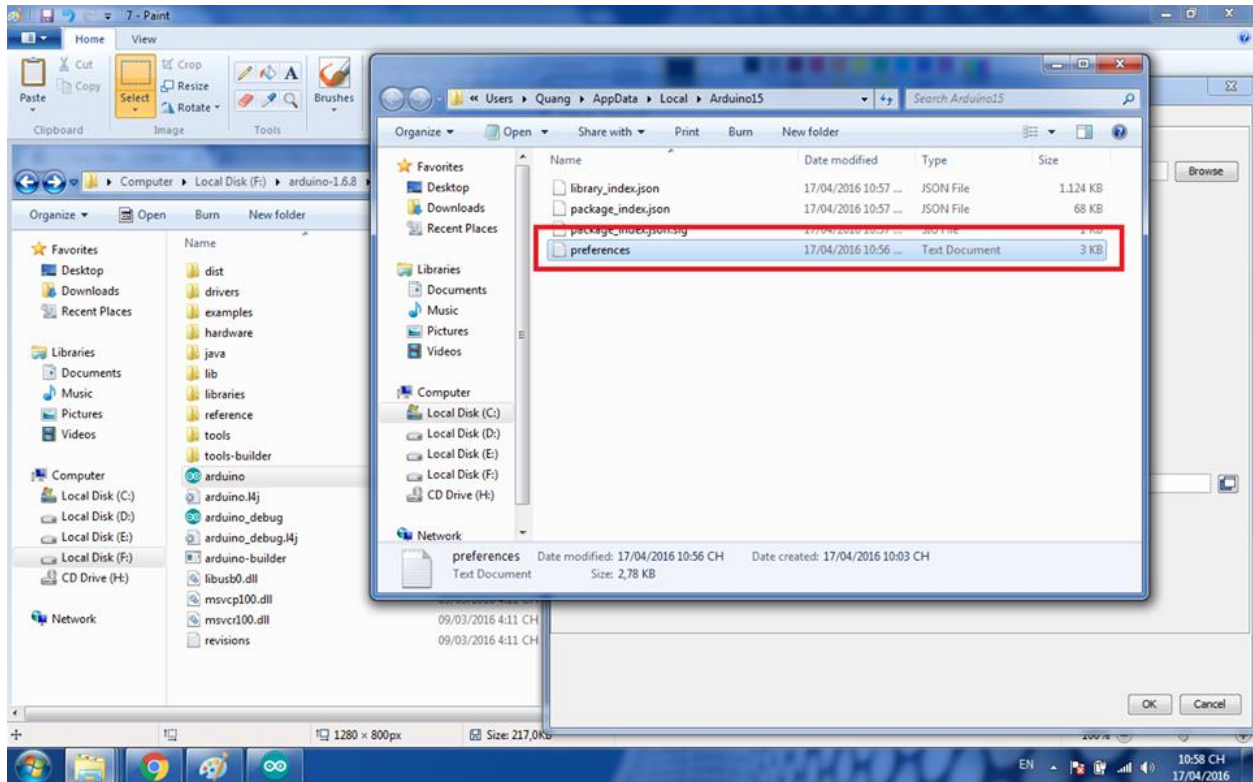 7 - Paint
Home View
Paste
Cut
Copy
Select
Crop
Resize
Rotate
Brushes
Clipboard Image Tools
« Users Quang AppData Local Arduino15
Search Arduino15
Organize Open Share with Print Burn New folder
Favorites
Desktop
Downloads
Recent Places
Libraries
Documents
Music
Pictures
Videos
Computer
Local Disk (C:)
Local Disk (D:)
Local Disk (E:)
Local Disk (F:)
CD Drive (H:)
Network
Name Date modified Type Size
library_index.json 17/04/2016 10:57 ... JSON File 1.124 KB
package_index.json 17/04/2016 10:57 ... JSON File 68 KB
package_index.json.sig 17/04/2016 10:57 ... SIG File 1 KB
preferences 17/04/2016 10:56 ... Text Document 3 KB
preferences Date modified: 17/04/2016 10:56 CH Date created: 17/04/2016 10:03 CH
Text Document Size: 2,78 KB
Computer Local Disk (F:) arduino-1.6.8
Organize Open Burn New folder
Favorites
Desktop
Downloads
Recent Places
Libraries
Documents
Music
Pictures
Videos
Computer
Local Disk (C:)
Local Disk (D:)
Local Disk (E:)
Local Disk (F:)
CD Drive (H:)
Network
Name
dist
drivers
examples
hardware
java
lib
libraries
reference
tools
tools-builder
arduino
arduino.l4j
arduino_debug
arduino_debug.l4j
arduino-builder
libusb0.dll
msvcp100.dll
msvcr100.dll 09/03/2016 4:11 CH
revisions 09/03/2016 4:11 CH
Browse
OK Cancel
1280 × 800px Size: 217,0KB 100%
EN
10:58 CH
17/04/2016